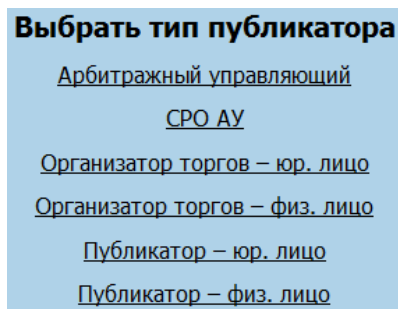 Выбрать тип публикатора
Арбитражный управляющий
СРО АУ
Организатор торгов – юр. лицо
Организатор торгов – физ. лицо
Публикатор – юр. лицо
Публикатор – физ. лицо